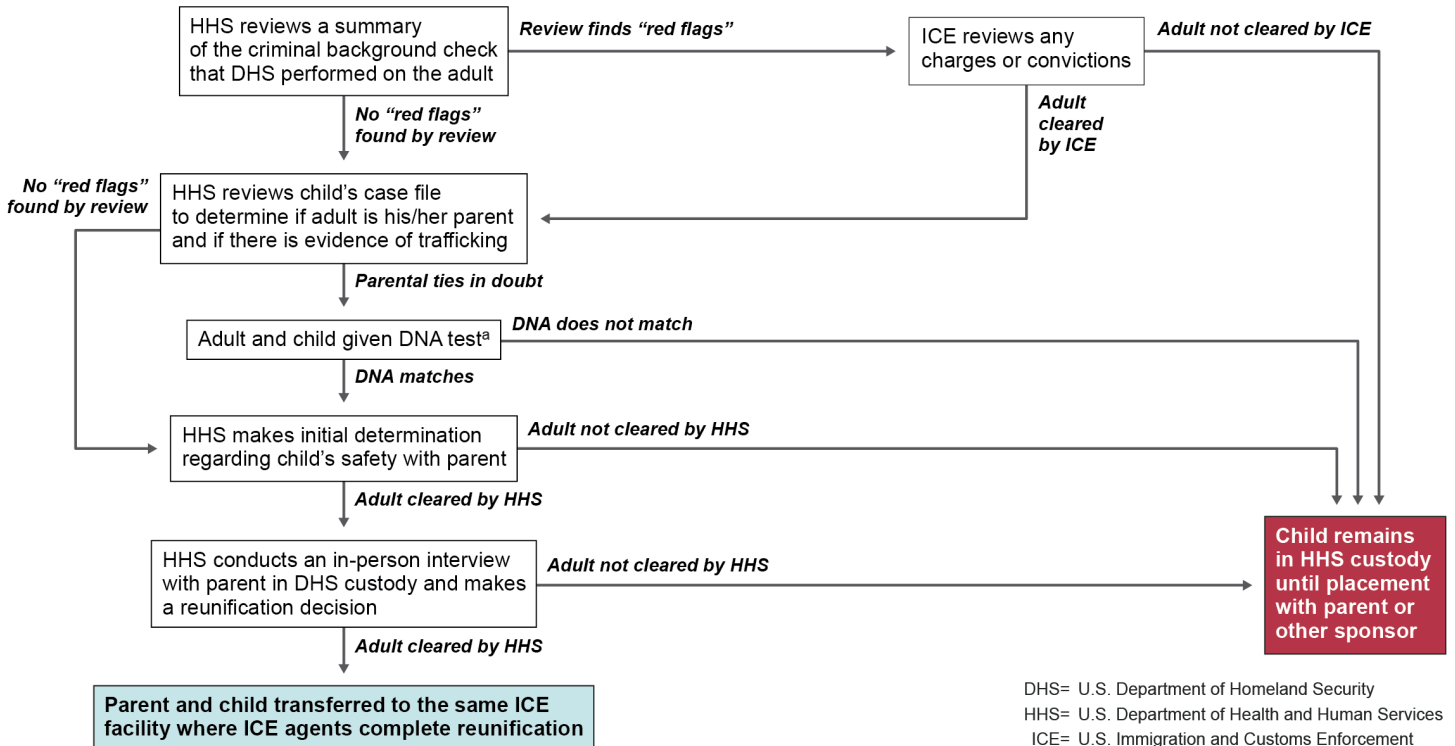 HHS reviews a summary
of the criminal background check
that DHS performed on the adult
Review finds “red flags”
ICE reviews any
charges or convictions
Adult not cleared by ICE
No “red flags”
found by review
Adult
cleared
by ICE
No “red flags”
found by review
HHS reviews child’s case file
to determine if adult is his/her parent
and if there is evidence of trafficking
Parental ties in doubt
Adult and child given DNA testᵃ
DNA does not match
DNA matches
HHS makes initial determination
regarding child’s safety with parent
Adult not cleared by HHS
Adult cleared by HHS
HHS conducts an in-person interview
with parent in DHS custody and makes
a reunification decision
Adult not cleared by HHS
Child remains
in HHS custody
until placement
with parent or
other sponsor
Adult cleared by HHS
Parent and child transferred to the same ICE
facility where ICE agents complete reunification
DHS= U.S. Department of Homeland Security
HHS= U.S. Department of Health and Human Services
ICE= U.S. Immigration and Customs Enforcement